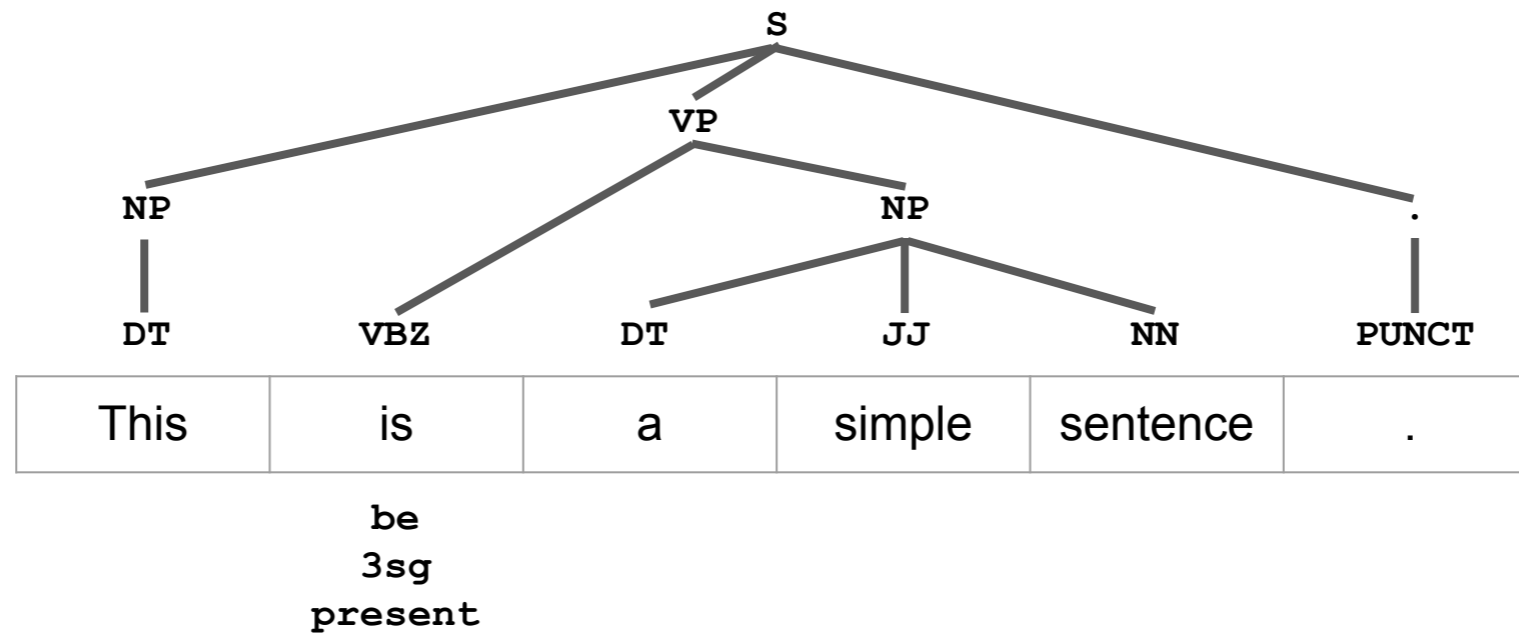 S
VP
NP NP .
DT VBZ DT JJ NN PUNCT
This is a simple sentence .
be
3sg
present